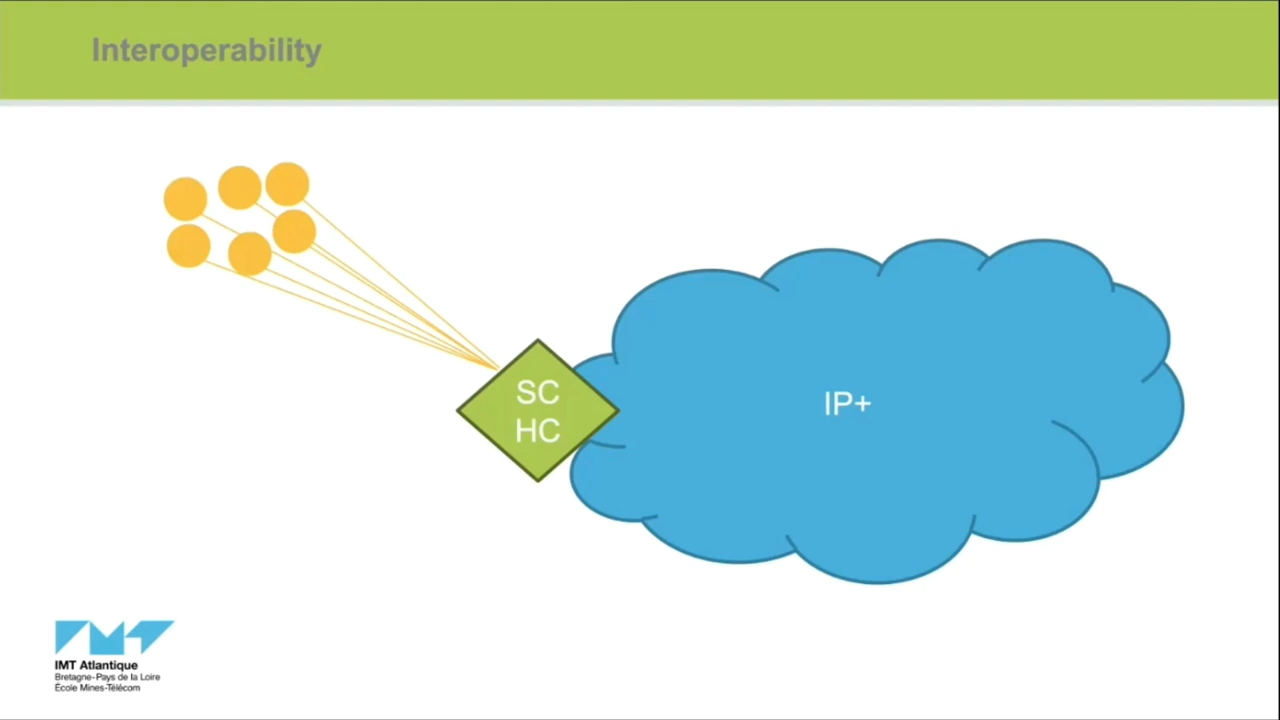 Interoperability
SC
HC
IP+
IMT Atlantique
Bretagne-Pays de la Loire
École Mines-Télécom